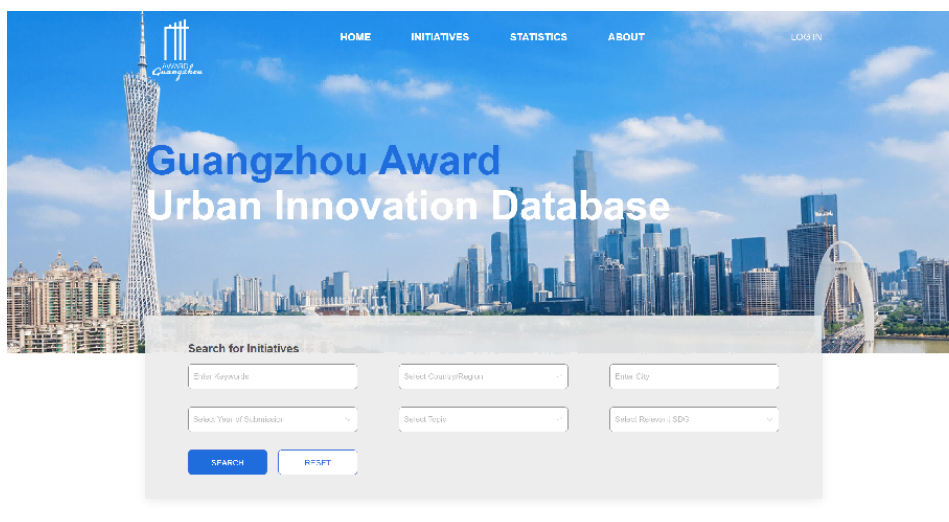 HOME INITIATIVES STATISTICS ABOUT LOG IN
AWARD
Guangzhou
Guangzhou Award
Urban Innovation Database
Search for Initiatives
Enter Keywords Select Country/Region Enter City
Select Year of Submission Select Topic Select Relevant SDG
SEARCH RESET